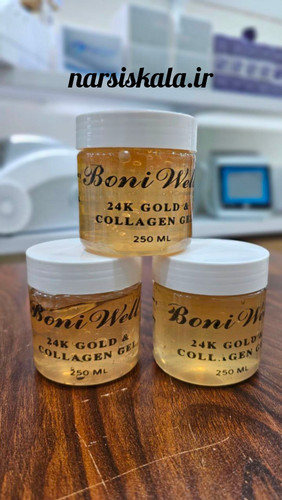 narsiskala.ir
Boni Well
24K GOLD &
COLLAGEN GEL
250 ML
Boni Well
24K GOLD &
COLLAGEN GEL
250 ML
Boni Well
24K GOLD &
COLLAGEN GEL
250 ML